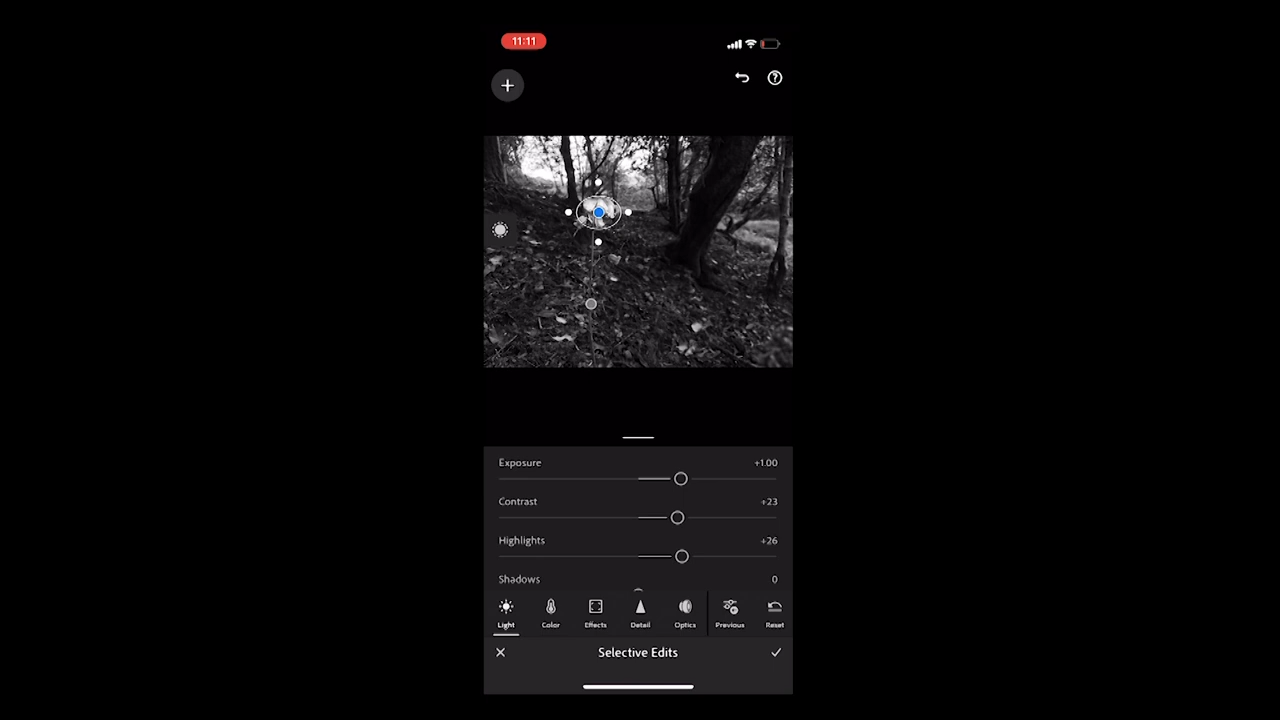 11:11
Exposure +1.00
Contrast +23
Highlights +26
Shadows 0
Light Color Effects Detail Optics Previous Reset
Selective Edits